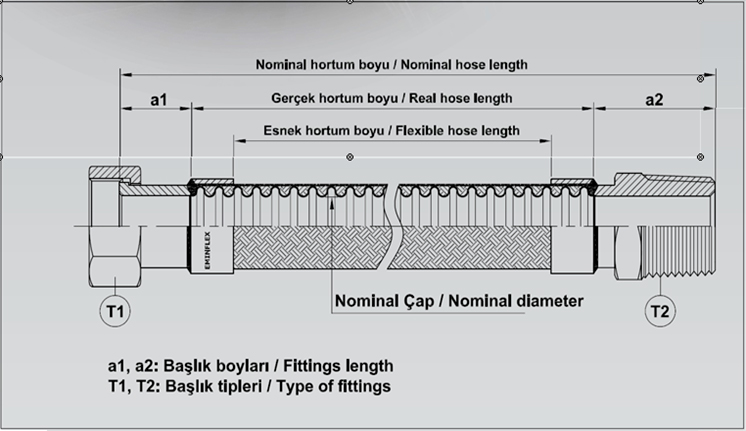 Nominal hortum boyu / Nominal hose length
a1
Gerçek hortum boyu / Real hose length
a2
Esnek hortum boyu / Flexible hose length
EMINFLEX
Nominal Çap / Nominal diameter
T1
T2
a1, a2: Başlık boyları / Fittings length
T1, T2: Başlık tipleri / Type of fittings